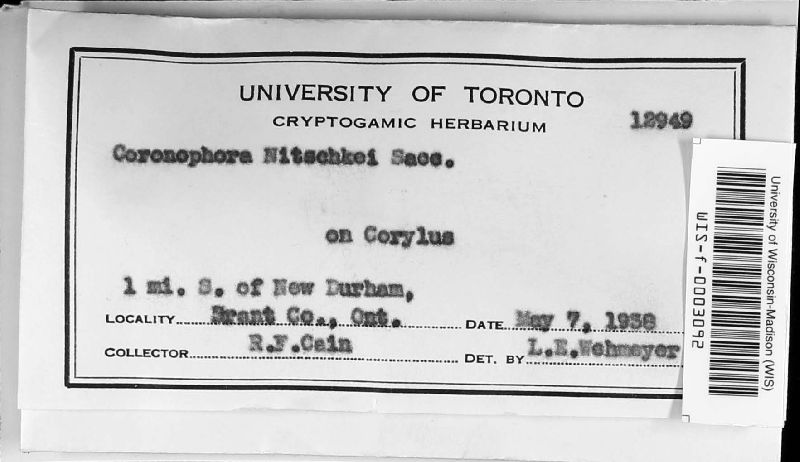 UNIVERSITY OF TORONTO
CRYPTOGAMIC HERBARIUM
12949
Coronophora Nitschkei Sacc.
on Corylus
1 mi. S. of New Durham,
LOCALITY Brant Co., Ont. DATE May 7, 1938
COLLECTOR R.F.Cain DET. BY L.E.Wehmeyer
University of Wisconsin-Madison (WIS)
WIS-f-0003062